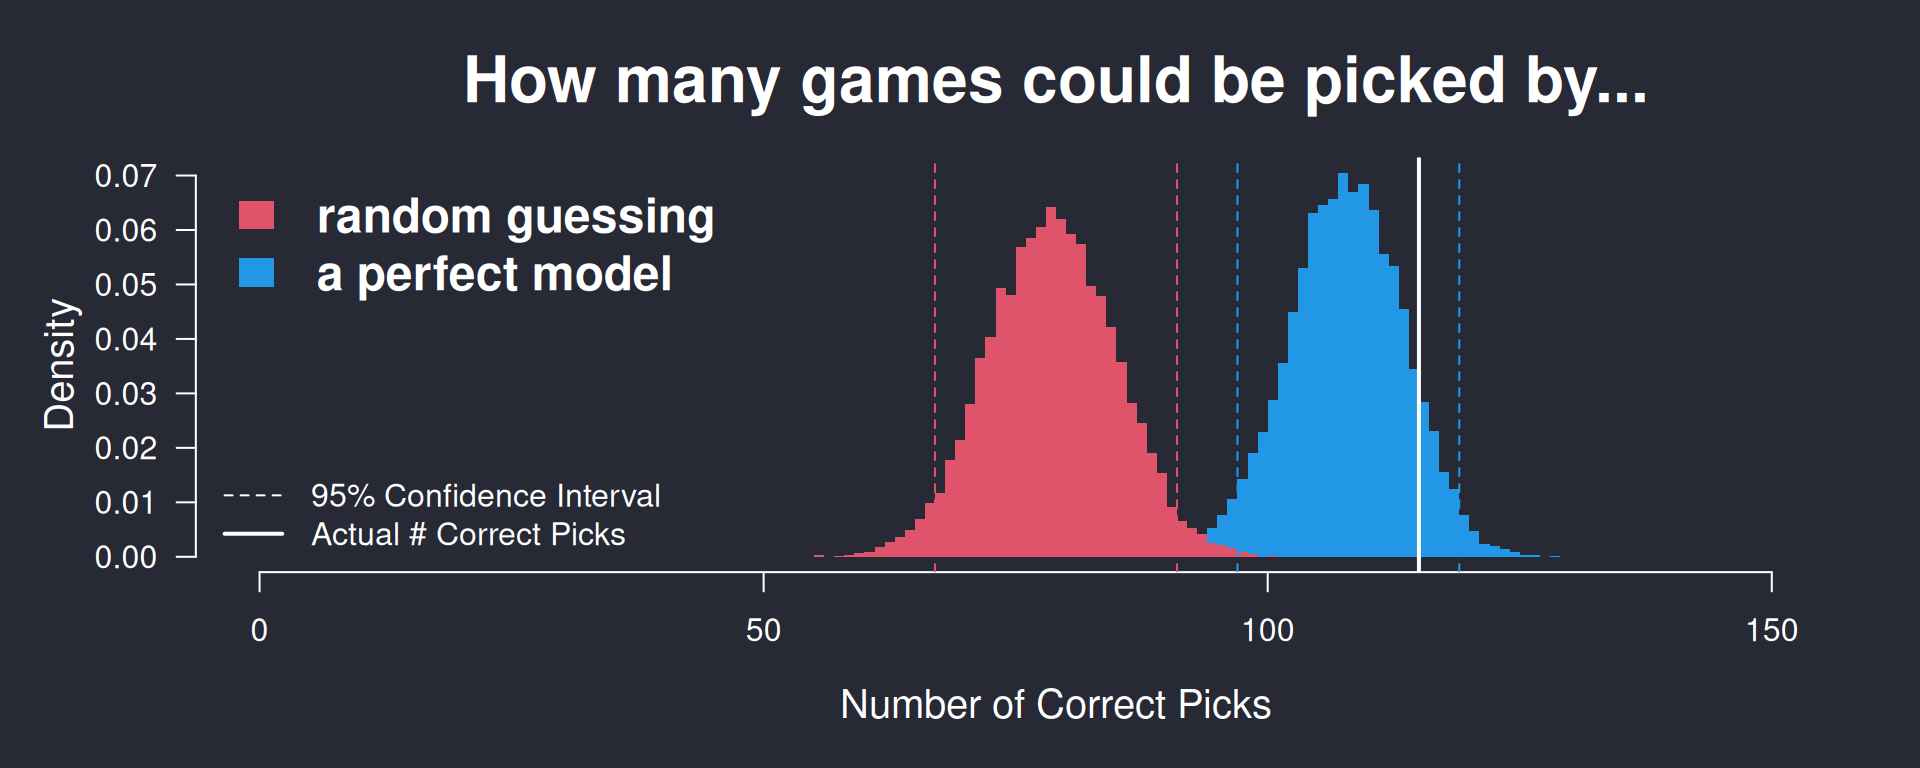 How many games could be picked by...
0.07
0.06
0.05
0.04
0.03
0.02
0.01
0.00
Density
random guessing
a perfect model
95% Confidence Interval
Actual # Correct Picks
0 50 100 150
Number of Correct Picks